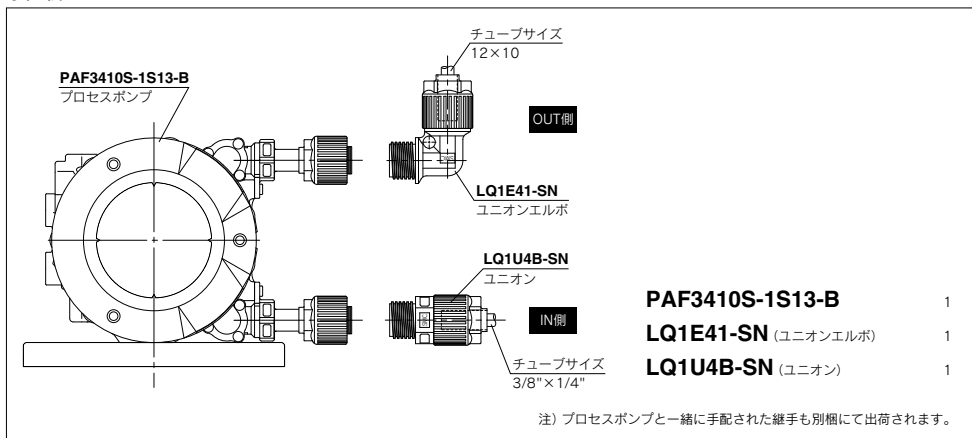 PAF3410S-1S13-B
プロセスポンプ
チューブサイズ
12×10
OUT側
LQ1E41-SN
ユニオンエルボ
LQ1U4B-SN
ユニオン
IN側
チューブサイズ
3/8"×1/4"
PAF3410S-1S13-B 1
LQ1E41-SN (ユニオンエルボ) 1
LQ1U4B-SN (ユニオン) 1
注) プロセスポンプと一緒に手配された継手も別梱にて出荷されます。